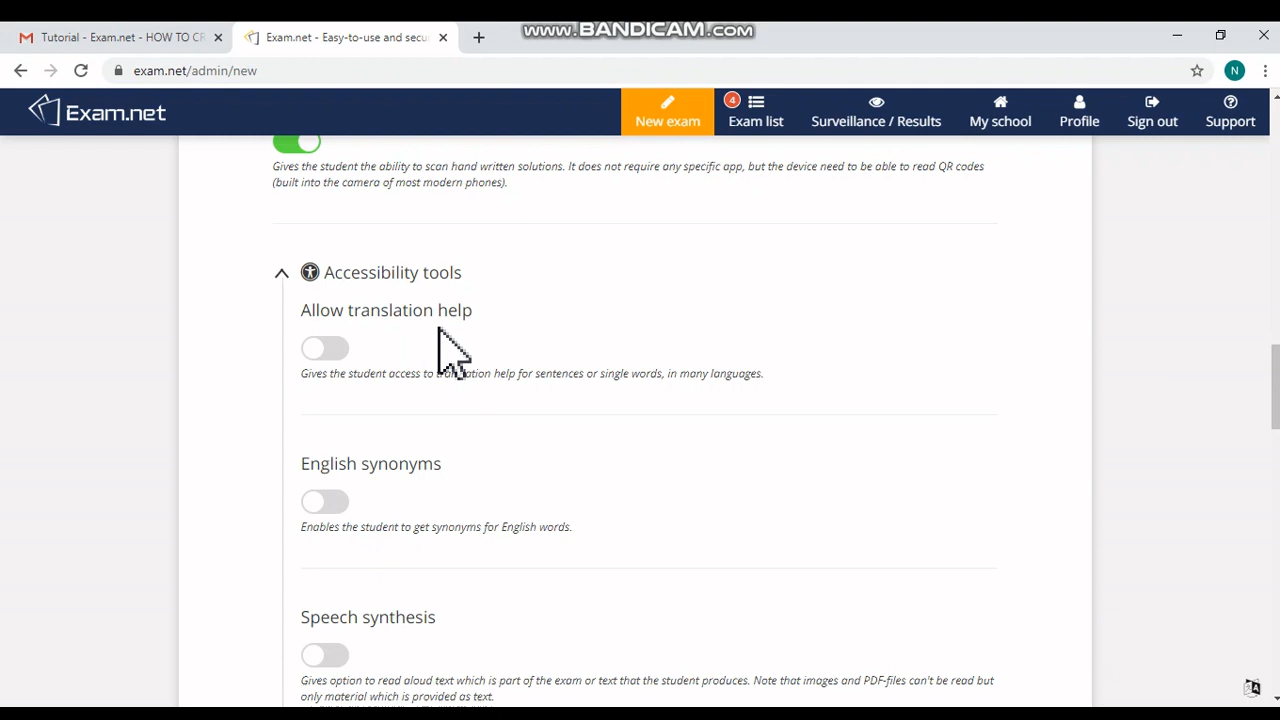 www.BANDICAM.com
Tutorial - Exam.net - HOW TO CR
Exam.net - Easy-to-use and secu
exam.net/admin/new
N
Exam.net
New exam
4
Exam list
Surveillance / Results
My school
Profile
Sign out
Support
Gives the student the ability to scan hand written solutions. It does not require any specific app, but the device need to be able to read QR codes
(built into the camera of most modern phones).
Accessibility tools
Allow translation help
Gives the student access to translation help for sentences or single words, in many languages.
English synonyms
Enables the student to get synonyms for English words.
Speech synthesis
Gives option to read aloud text which is part of the exam or text that the student produces. Note that images and PDF-files can't be read but
only material which is provided as text.